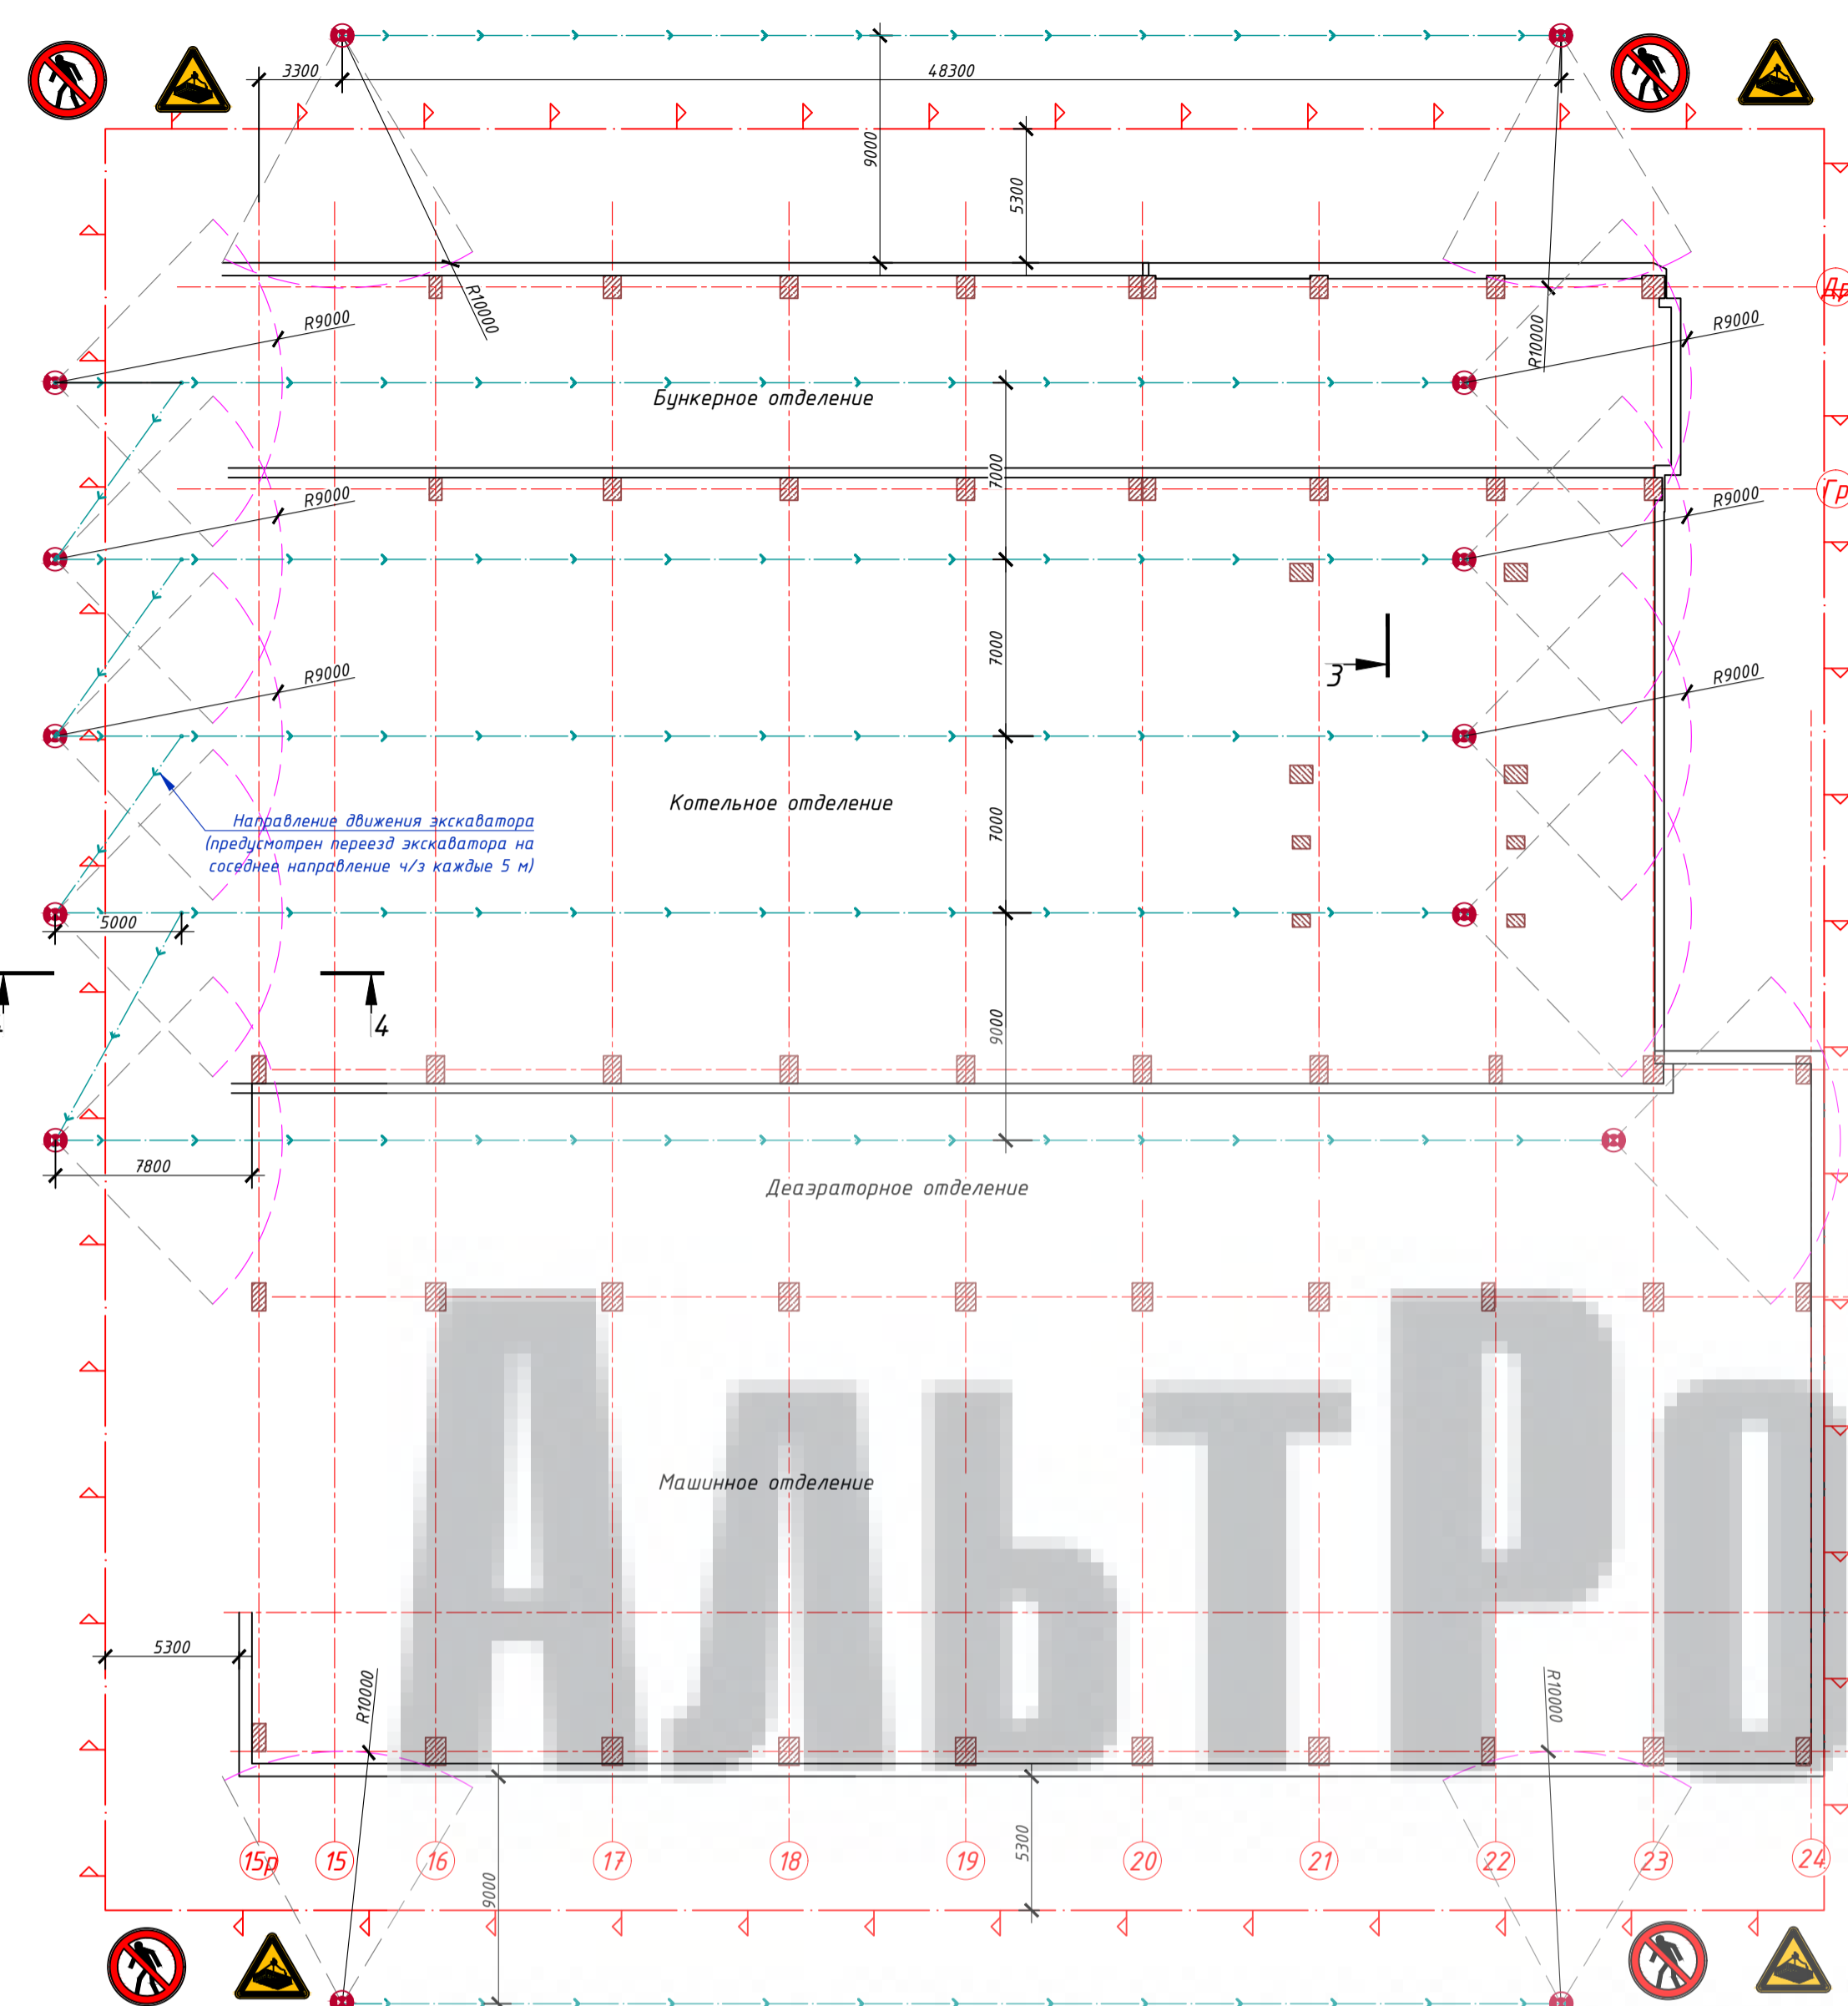 3300
48300
9000
5300
R10000
R10000
Др
R9000
R9000
Бункерное отделение
7000
Гр
R9000
R9000
7000
3
R9000
R9000
Котельное отделение
7000
Направление движения экскаватора
(предусмотрен переезд экскаватора на
соседнее направление ч/з каждые 5 м)
5000
4
9000
7800
Деаэраторное отделение
АльтРо
Машинное отделение
5300
R10000
R10000
5300
9000
15р
15
16
17
18
19
20
21
22
23
24